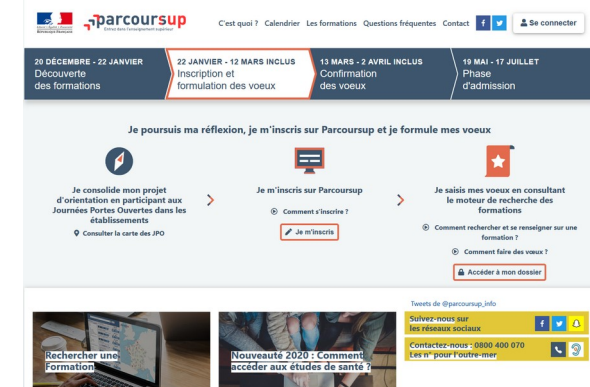 RÉPUBLIQUE FRANÇAISE
parcoursup
Entrez dans l'enseignement supérieur
C'est quoi ? Calendrier Les formations Questions fréquentes Contact
Se connecter
20 DÉCEMBRE - 22 JANVIER
Découverte
des formations
22 JANVIER - 12 MARS INCLUS
Inscription et
formulation des voeux
13 MARS - 2 AVRIL INCLUS
Confirmation
des voeux
19 MAI - 17 JUILLET
Phase
d'admission
Je poursuis ma réflexion, je m'inscris sur Parcoursup et je formule mes voeux
Je consolide mon projet
d'orientation en participant aux
Journées Portes Ouvertes dans les
établissements
Consulter la carte des JPO
Je m'inscris sur Parcoursup
Comment s'inscrire ?
Je m'inscris
Je saisis mes voeux en consultant
le moteur de recherche des
formations
Comment rechercher et se renseigner sur une
formation ?
Comment faire des vœux ?
Accéder à mon dossier
Rechercher une
Formation
Nouveauté 2020 : Comment
accéder aux études de santé ?
Tweets de @parcoursup_info
Suivez-nous sur
les réseaux sociaux
Contactez-nous : 0800 400 070
Les n° pour l'outre-mer